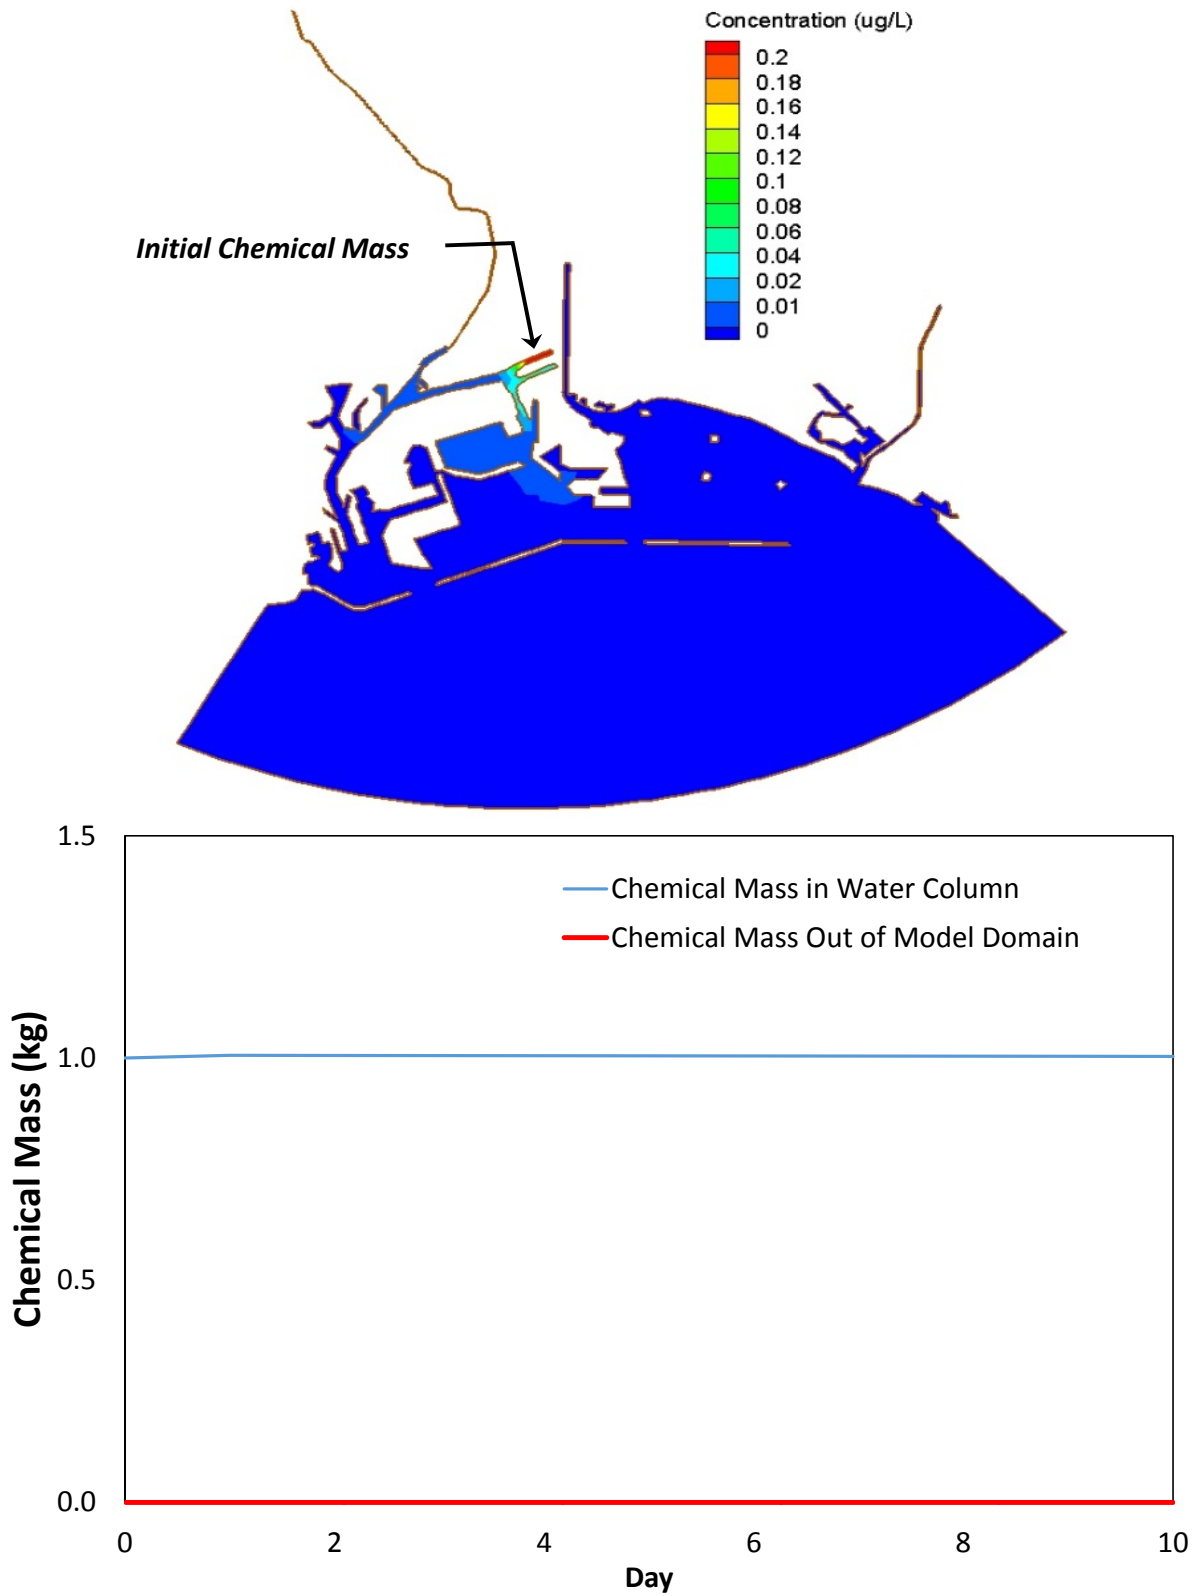 Concentration (ug/L)
0.2
0.18
0.16
0.14
0.12
0.1
0.08
0.06
0.04
0.02
0.01
0
Initial Chemical Mass
1.5
1.0
0.5
0.0
Chemical Mass (kg)
Chemical Mass in Water Column
Chemical Mass Out of Model Domain
0 2 4 6 8 10
Day